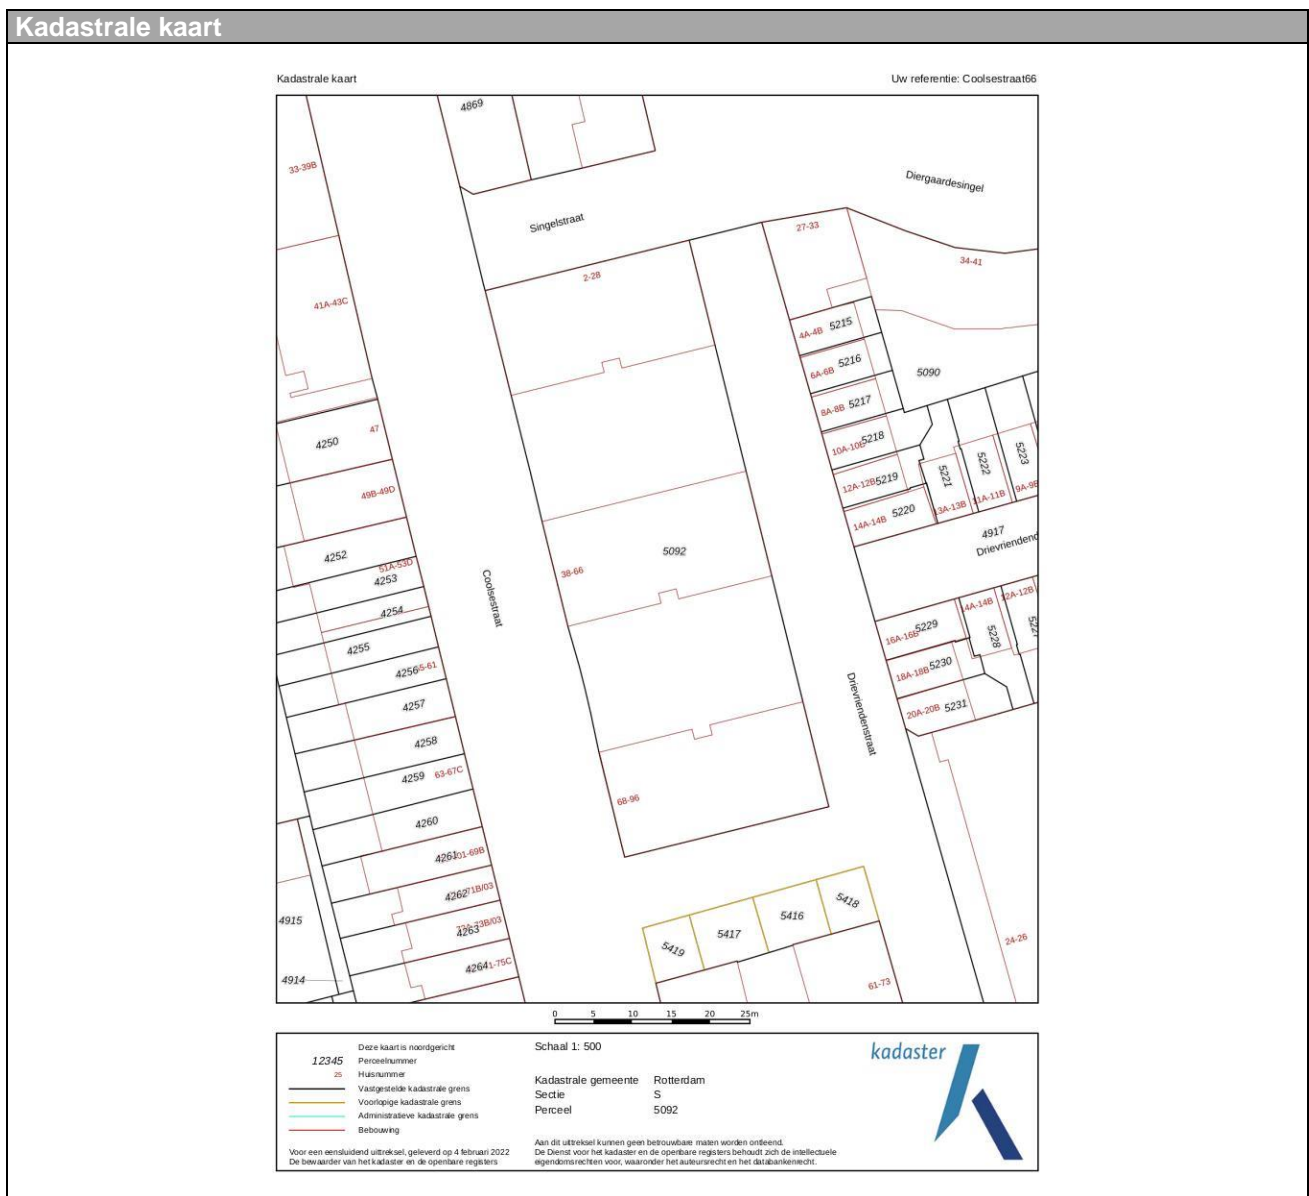 Kadastrale kaart
Kadastrale kaart
Uw referentie: Coolsestraat66
4869
33-39B
Diergaardesingel
Singelstraat
27-33
34-41
2-28
41A-43C
4A-4B 5215
6A-6B 5216
5090
8A-8B 5217
47
4250
10A-10B 5218
5221
5222
5223
12A-12B 5219
49B-49D
13A-13B
11A-11B
9A-9B
14A-14B 5220
4917
Drievriendend
4252
5092
51A-53D
4253
38-66
Coolsestraat
4254
14A-14B
12A-12B
16A-16B 5229
5228
4255
4256
18A-18B 5230
4257
20A-20B 5231
Drievriendenstraat
4258
4259 63-67C
68-96
4260
4261
4262
4915
4263
5418
5416
5417
5419
24-26
4264
4914
61-73
0 5 10 15 20 25m
Deze kaart is noordgericht
12345 Perceelnummer
25 Huisnummer
Vastgestelde kadastrale grens
Voorlopige kadastrale grens
Administratieve kadastrale grens
Bebouwing
Voor een eensluidend uittreksel, geleverd op 4 februari 2022
De bewaarder van het kadaster en de openbare registers
Schaal 1: 500
Kadastrale gemeente Rotterdam
Sectie S
Perceel 5092
Aan dit uittreksel kunnen geen betrouwbare maten worden ontleend.
De Dienst voor het kadaster en de openbare registers behoudt zich de intellectuele
eigendomsrechten voor, waaronder het auteursrecht en het databankenrecht.
kadaster